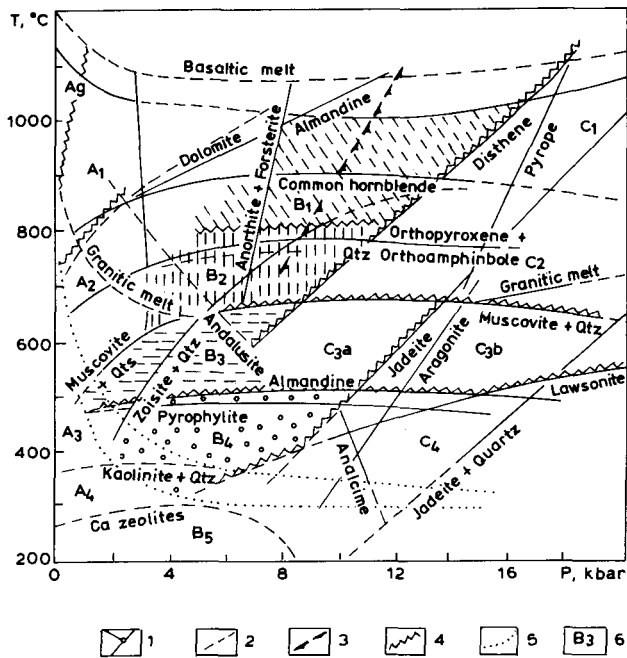 T, °C
Basaltic melt
Ag
1000
Dolomite
Anorthite + Forsterite
Almandine
Disthene
Pyrope
C1
A1
Common hornblende
B1
800
Orthopyroxene +
Qtz Orthoamphinbole C2
Granitic melt
B2
A2
Granitic melt
600
Muscovite + Qts
Zoisite + Qtz
Andalusite
B3
C3a
Jadeite
Aragonite
Muscovite + Qtz
C3b
Almandine
Lawsonite
Pyrophylite
A3
B4
400
C4
Kaolinite + Qtz
A4
Analcime
Jadeite + Quartz
Ca zeolites
B5
200
0 4 8 12 16 P, kbar
1 2 3 4 5 B3 6